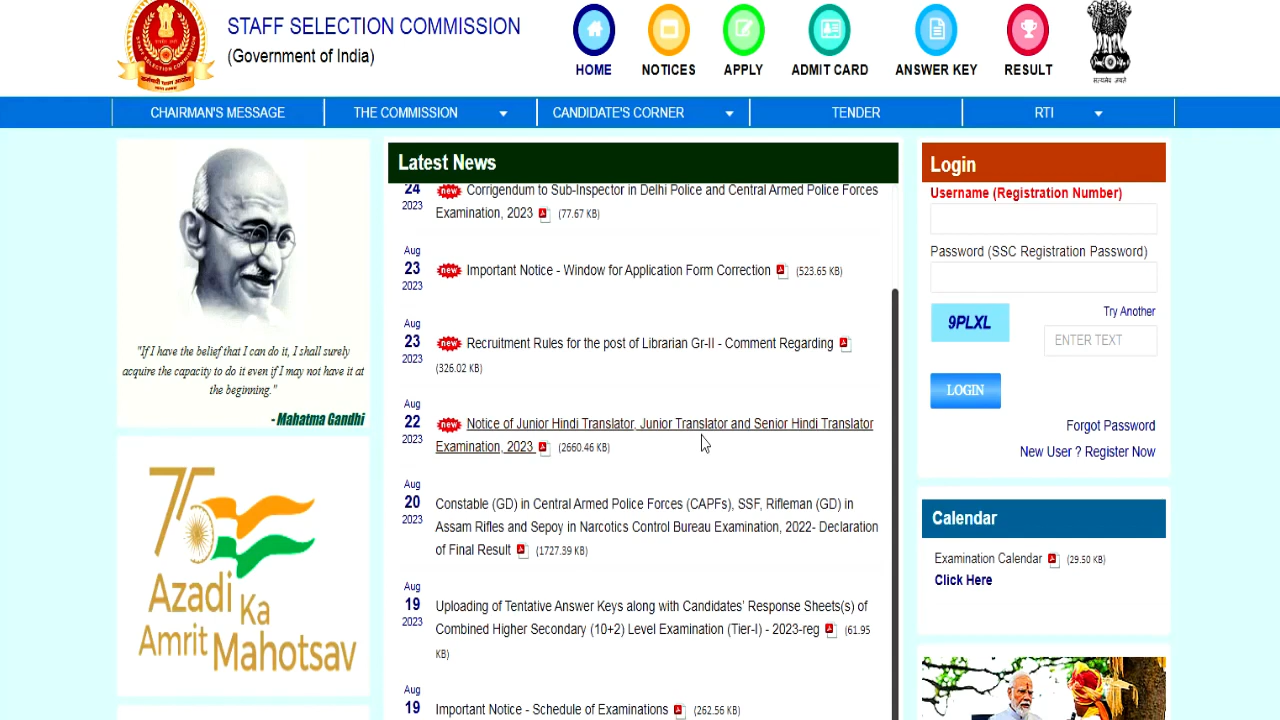 STAFF SELECTION COMMISSION
(Government of India)
HOME
NOTICES
APPLY
ADMIT CARD
ANSWER KEY
RESULT
सत्यमेव जयते
CHAIRMAN'S MESSAGE
THE COMMISSION
CANDIDATE'S CORNER
TENDER
RTI
"If I have the belief that I can do it, I shall surely
acquire the capacity to do it even if I may not have it at
the beginning."
- Mahatma Gandhi
75
Azadi Ka
Amrit Mahotsav
Latest News
24
2023
new Corrigendum to Sub-Inspector in Delhi Police and Central Armed Police Forces
Examination, 2023 (77.67 KB)
Aug
23
2023
new Important Notice - Window for Application Form Correction (523.65 KB)
Aug
23
2023
new Recruitment Rules for the post of Librarian Gr-II - Comment Regarding
(326.02 KB)
Aug
22
2023
new Notice of Junior Hindi Translator, Junior Translator and Senior Hindi Translator
Examination, 2023 (2660.46 KB)
Aug
20
2023
Constable (GD) in Central Armed Police Forces (CAPFs), SSF, Rifleman (GD) in
Assam Rifles and Sepoy in Narcotics Control Bureau Examination, 2022- Declaration
of Final Result (1727.39 KB)
Aug
19
2023
Uploading of Tentative Answer Keys along with Candidates' Response Sheets(s) of
Combined Higher Secondary (10+2) Level Examination (Tier-I) - 2023-reg (61.95
KB)
Aug
19
Important Notice - Schedule of Examinations (262.56 KB)
Login
Username (Registration Number)
Password (SSC Registration Password)
9PLXL
Try Another
ENTER TEXT
LOGIN
Forgot Password
New User ? Register Now
Calendar
Examination Calendar (29.50 KB)
Click Here